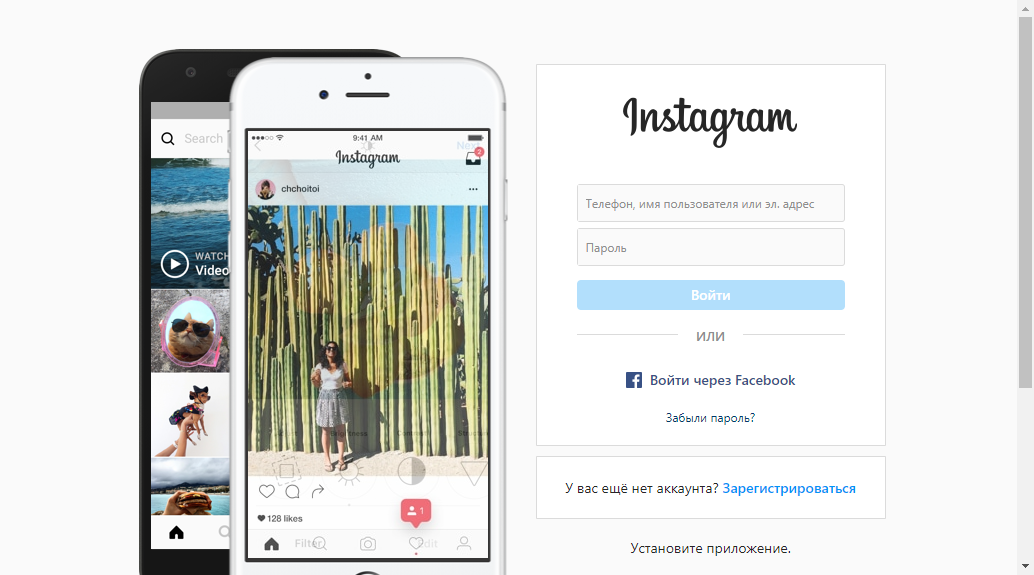 Search
WATCH
Video
9:41 AM
Next
Instagram
2
chchoitoi
128 likes
1
Filter
Edit
Instagram
Телефон, имя пользователя или эл. адрес
Пароль
Войти
ИЛИ
Войти через Facebook
Забыли пароль?
У вас ещё нет аккаунта? Зарегистрироваться
Установите приложение.